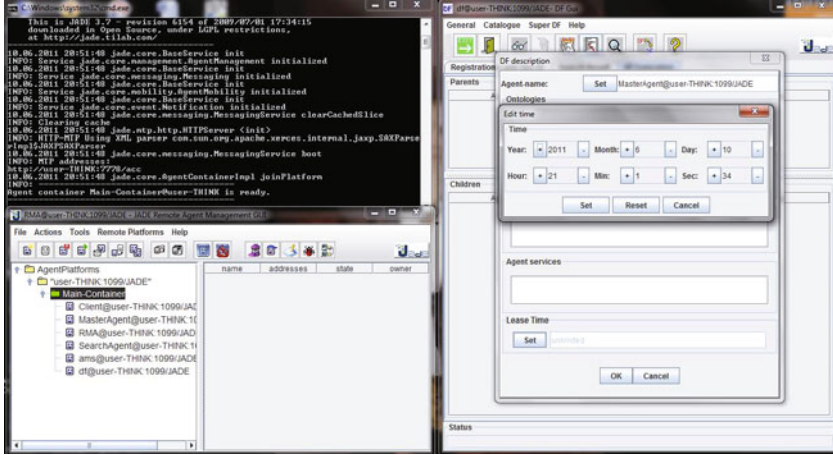 C:\Windows\system32\cmd.exe
This is JADE 3.7 - revision 6154 of 2009/07/01 17:34:15
downloaded in Open Source, under LGPL restrictions,
at http://jade.tilab.com/
10.06.2011 20:51:48 jade.core.BaseService init
INFO: Service jade.core.management.AgentManagement initialized
10.06.2011 20:51:48 jade.core.BaseService init
INFO: Service jade.core.messaging.Messaging initialized
10.06.2011 20:51:48 jade.core.BaseService init
INFO: Service jade.core.mobility.AgentMobility initialized
10.06.2011 20:51:48 jade.core.BaseService init
INFO: Service jade.core.event.Notification initialized
10.06.2011 20:51:48 jade.core.messaging.MessagingService clearCachedSlice
INFO: Clearing cache
10.06.2011 20:51:48 jade.mtp.http.HTTPServer <init>
INFO: HTTP-MTP Using XML parser com.sun.org.apache.xerces.internal.jaxp.SAXParse
rImpl$JAXPSAXParser
10.06.2011 20:51:48 jade.core.messaging.MessagingService boot
INFO: MTP addresses:
http://user-THINK:7778/acc
10.06.2011 20:51:48 jade.core.AgentContainerImpl joinPlatform
INFO: --------------------------------------
Agent container Main-Container@user-THINK is ready.
RMA@user-THINK:1099/JADE - JADE Remote Agent Management GUI
File Actions Tools Remote Platforms Help
AgentPlatforms
"user-THINK:1099/JADE"
Main-Container
Client@user-THINK:1099/JAD
MasterAgent@user-THINK:10
RMA@user-THINK:1099/JAD
SearchAgent@user-THINK:1
ams@user-THINK:1099/JADE
df@user-THINK:1099/JADE
name addresses state owner
DF df@user-THINK:1099/JADE- DF Gui
General Catalogue Super DF Help
Registration
Parents
Children
Status
DF description
Agent-name: Set MasterAgent@user-THINK:1099/JADE
Ontologies
Edit time
Time
Year: + 2011 - Month: + 6 - Day: + 10 -
Hour: + 21 - Min: + 1 - Sec: + 34 -
Set Reset Cancel
Agent services
Lease Time
Set unlimited
OK Cancel